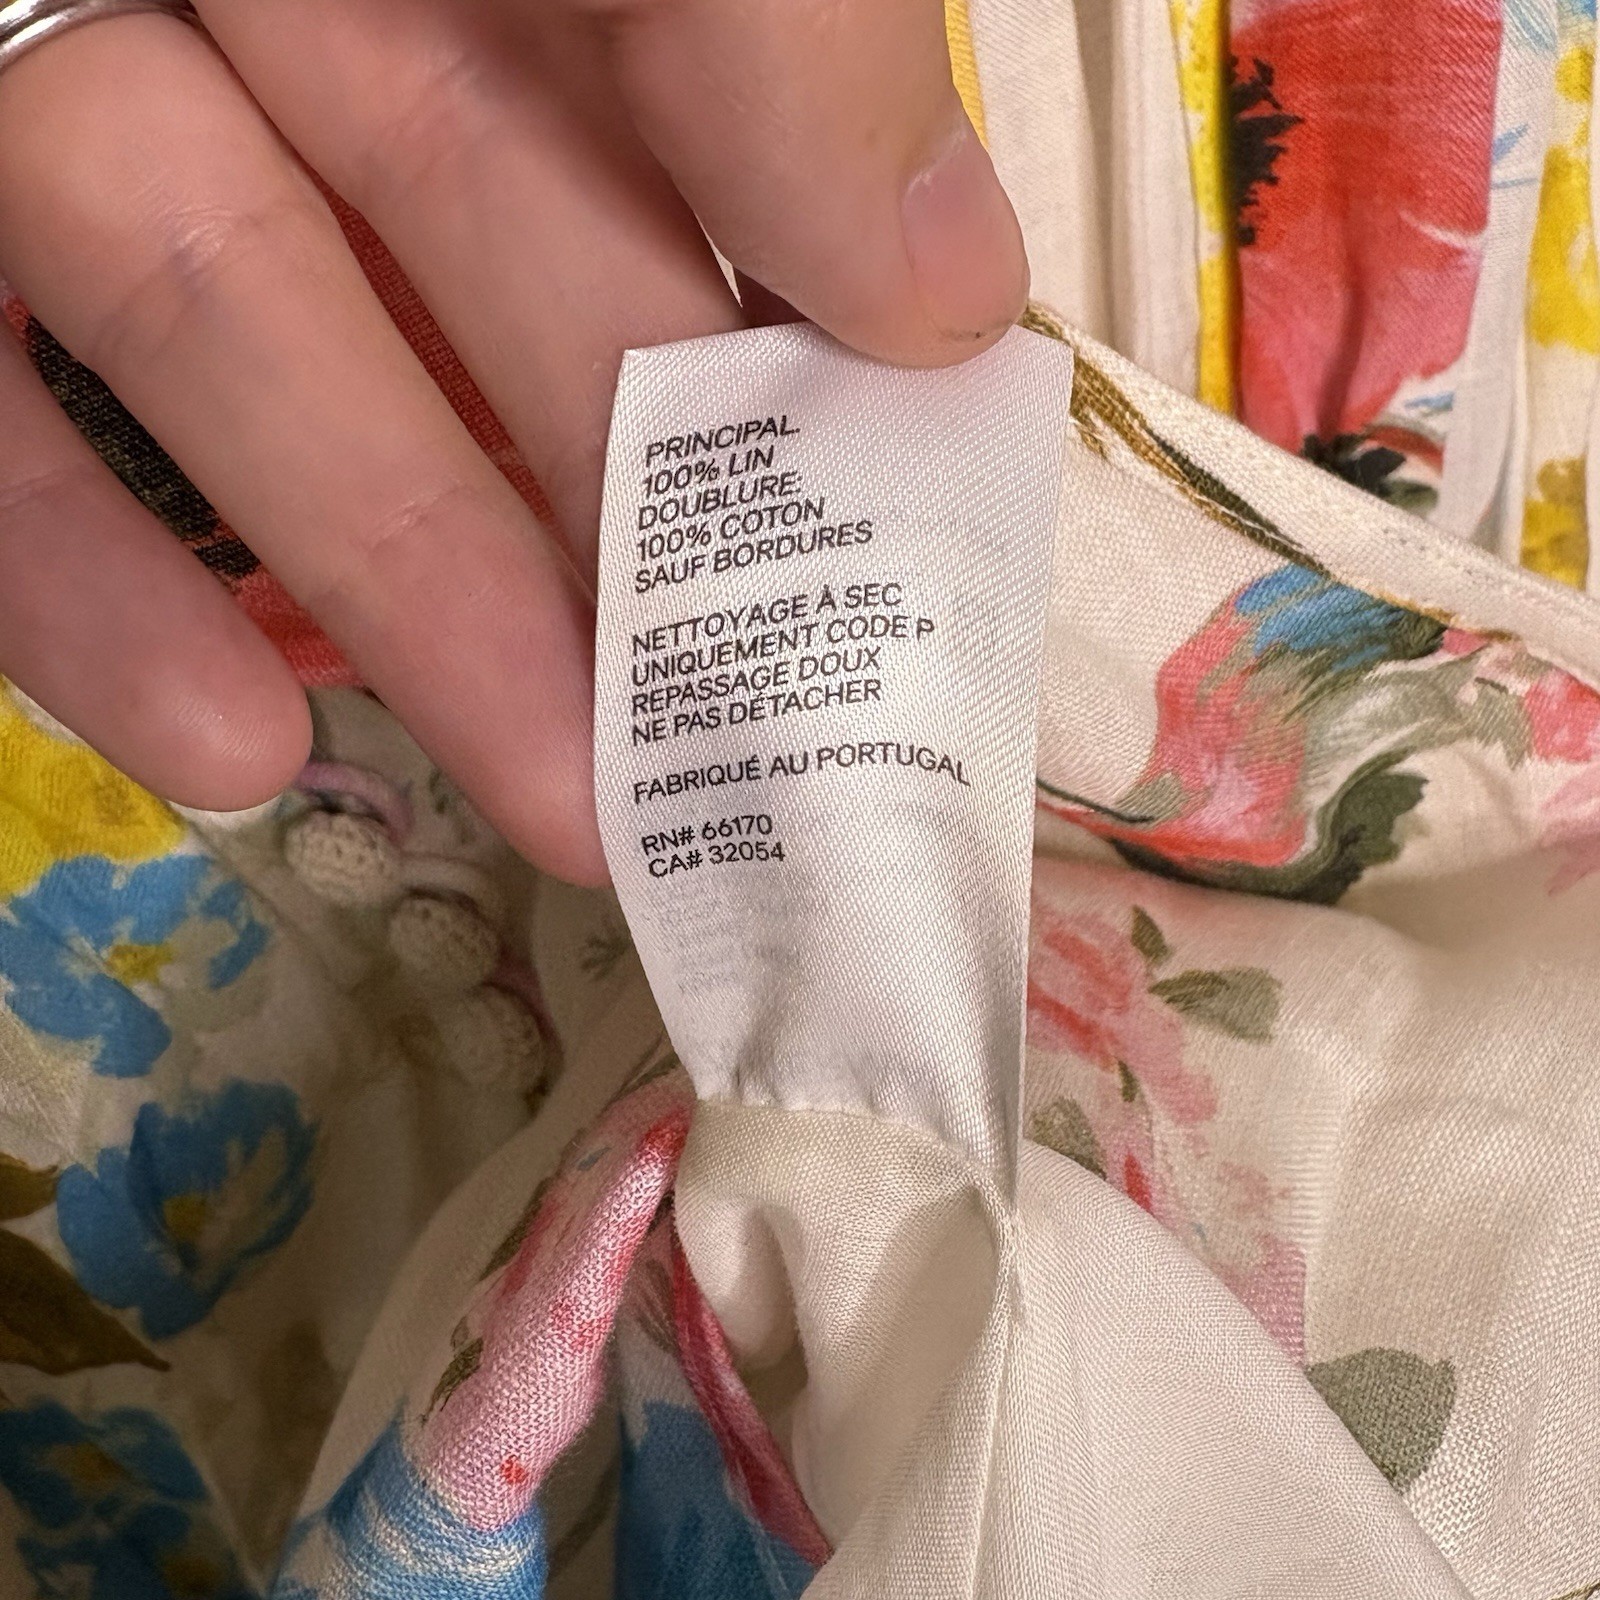 PRINCIPAL.
100% LIN
DOUBLURE:
100% COTON
SAUF BORDURES
NETTOYAGE À SEC
UNIQUEMENT CODE P
REPASSAGE DOUX
NE PAS DÉTACHER
FABRIQUÉ AU PORTUGAL
RN# 66170
CA# 32054